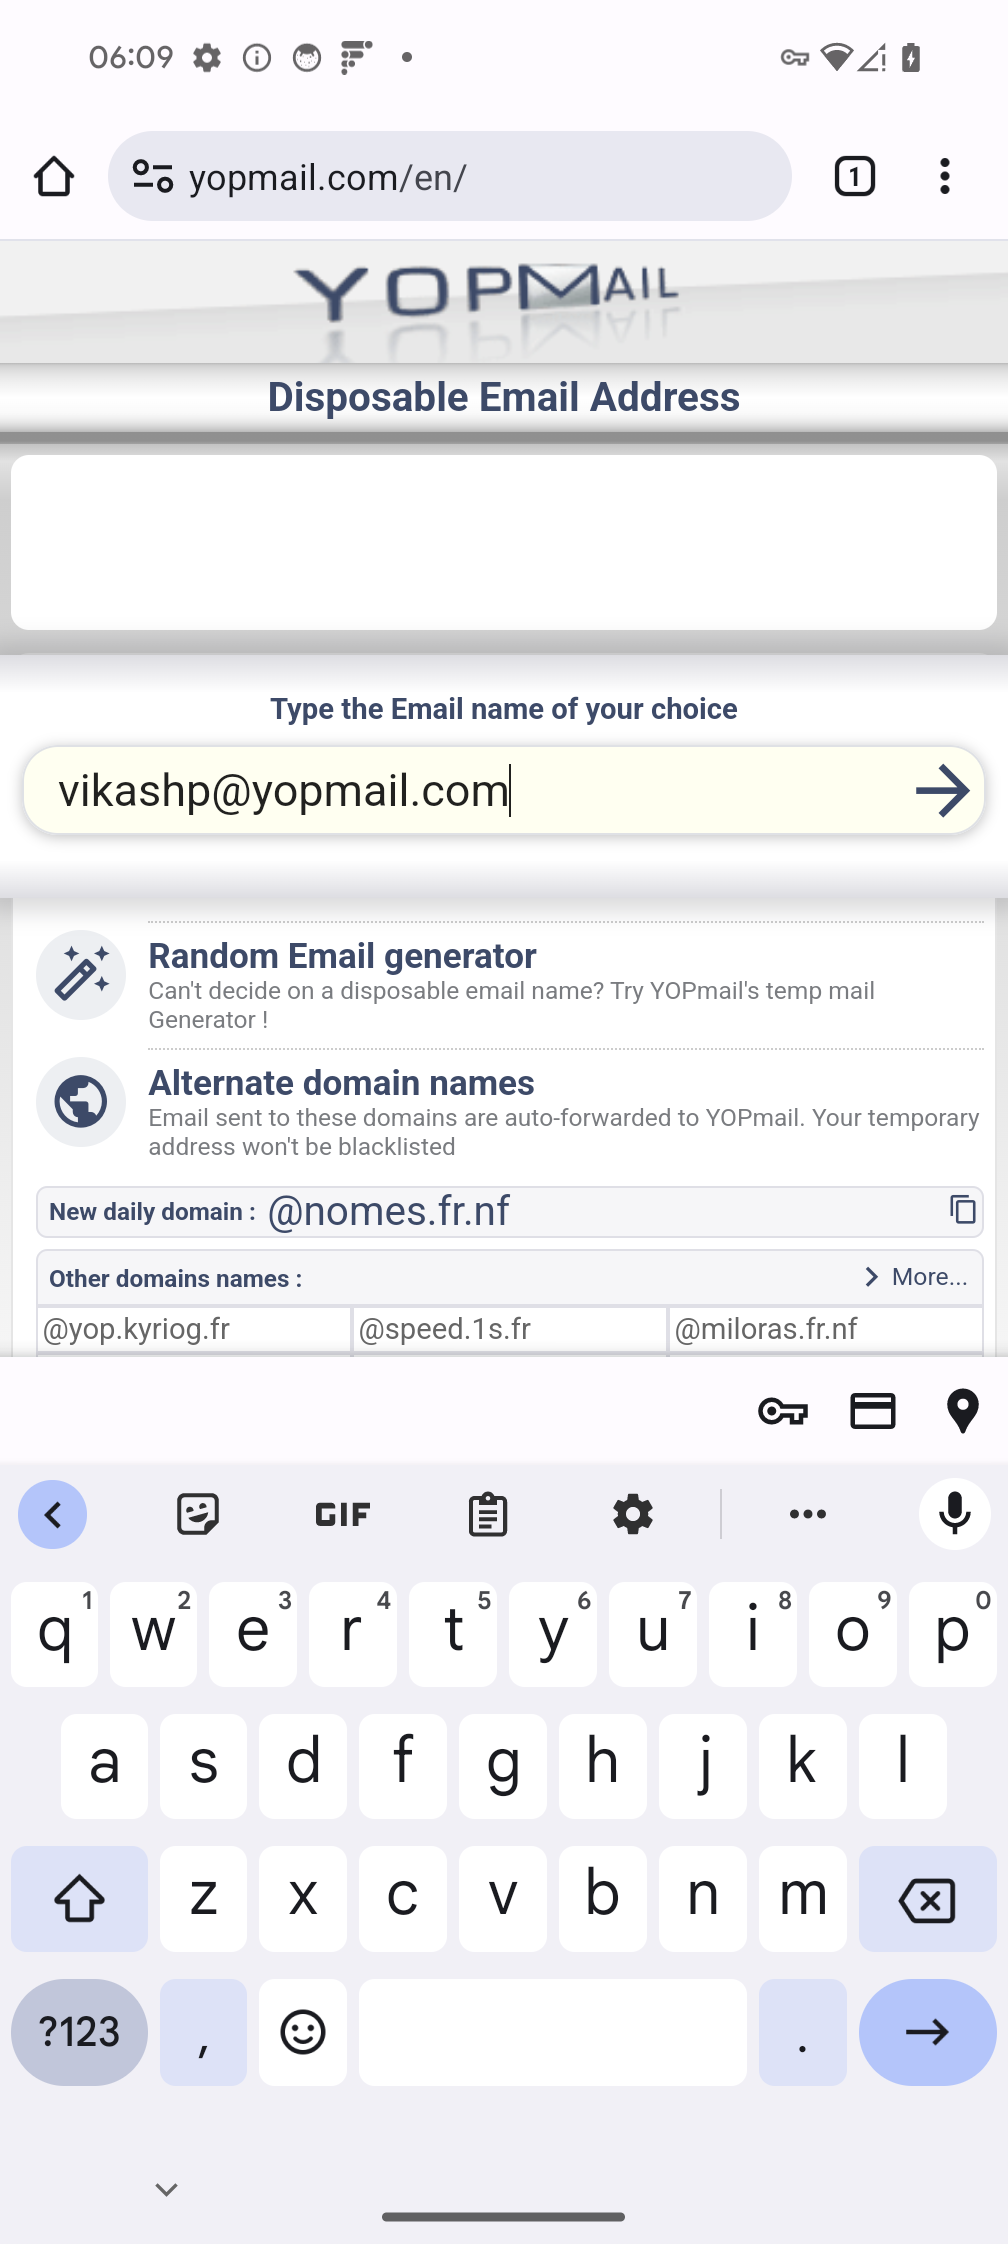 06:09
yopmail.com/en/
1
YOPMAIL
Disposable Email Address
Type the Email name of your choice
vikashp@yopmail.com
Random Email generator
Can't decide on a disposable email name? Try YOPmail's temp mail
Generator !
Alternate domain names
Email sent to these domains are auto-forwarded to YOPmail. Your temporary
address won't be blacklisted
New daily domain : @nomes.fr.nf
Other domains names : More...
@yop.kyriog.fr @speed.1s.fr @miloras.fr.nf
GIF
1 2 3 4 5 6 7 8 9 0
q w e r t y u i o p
a s d f g h j k l
z x c v b n m
?123 , .